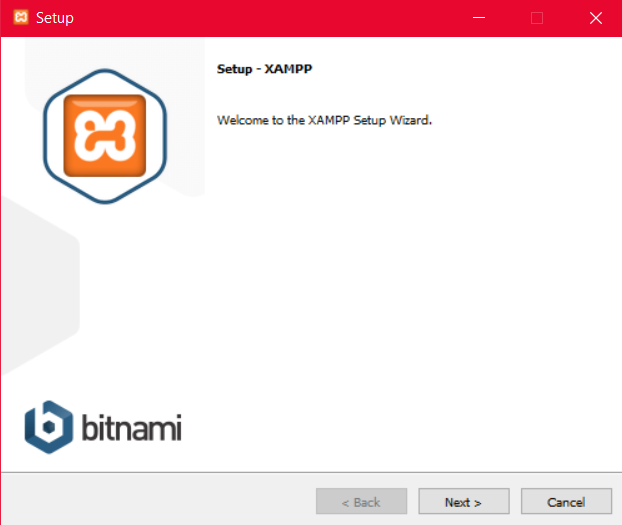 Setup
Setup - XAMPP
Welcome to the XAMPP Setup Wizard.
bitnami
< Back
Next >
Cancel